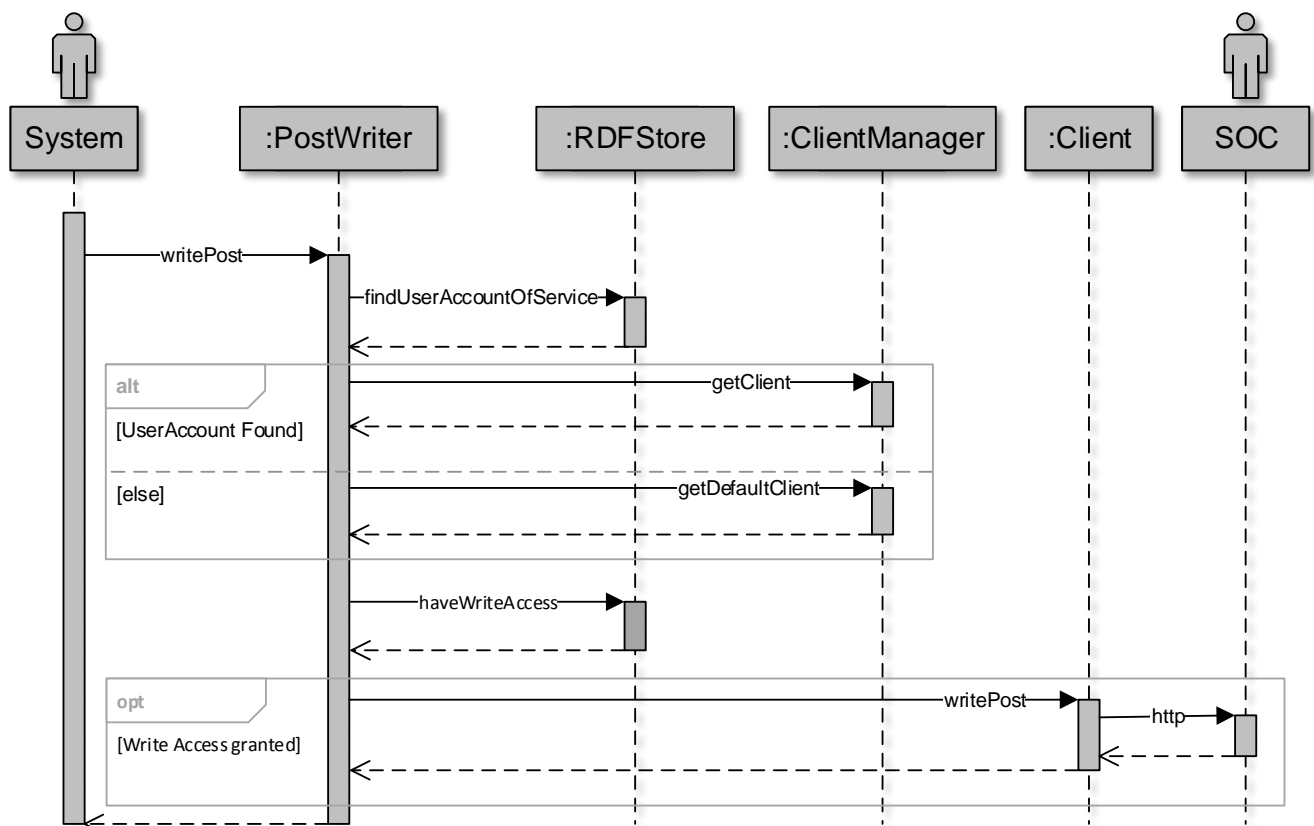 System
:PostWriter
:RDFStore
:ClientManager
:Client
SOC
writePost
findUserAccountOfService
alt
getClient
[UserAccount Found]
[else]
getDefaultClient
haveWriteAccess
opt
writePost
http
[Write Access granted]